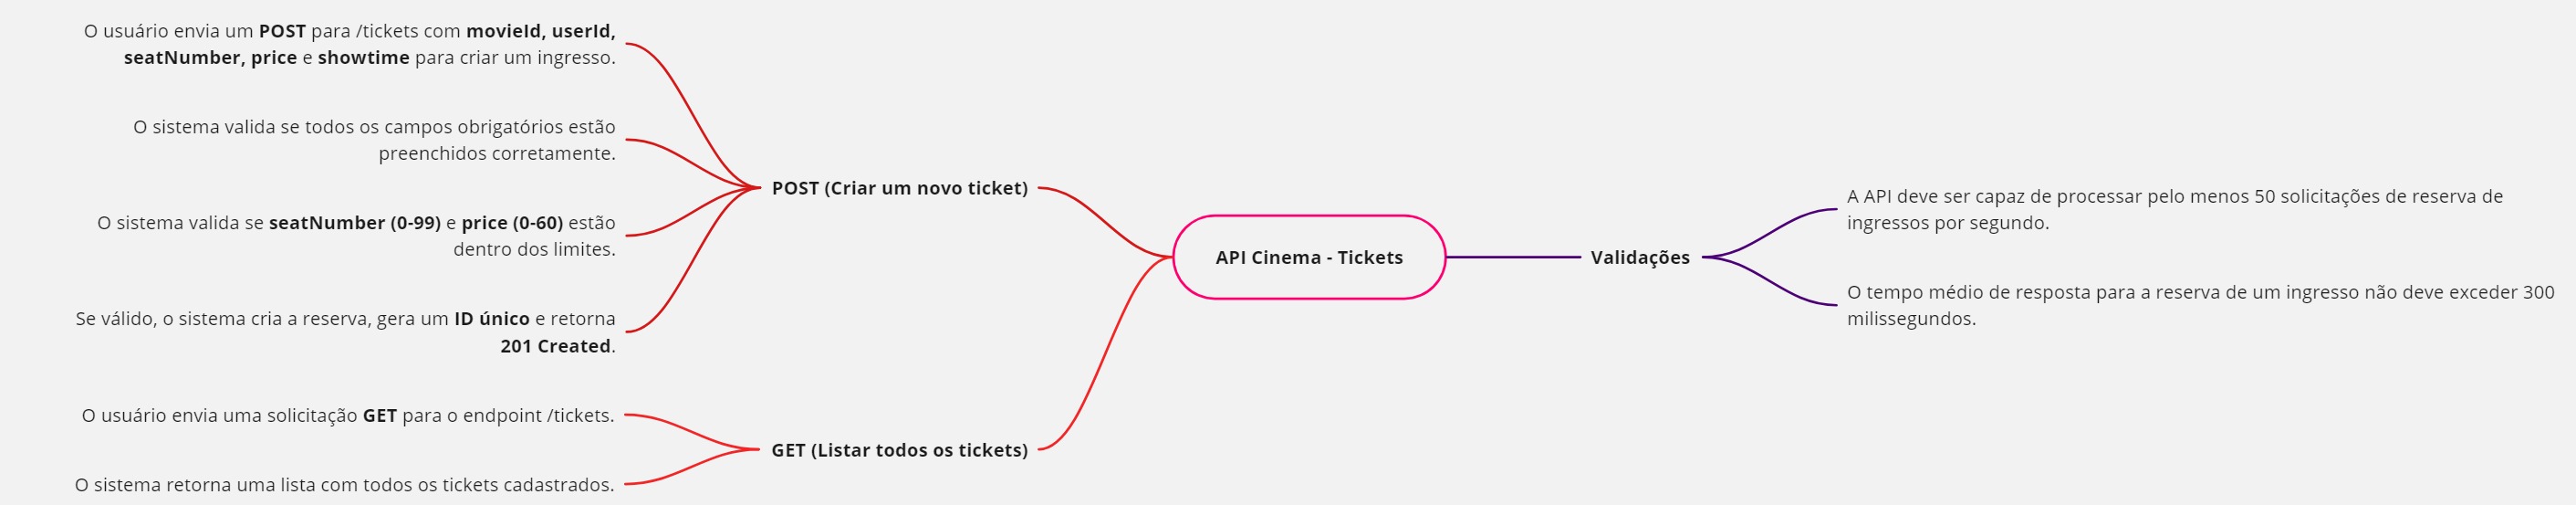 O usuário envia um POST para /tickets com movieId, userId,
seatNumber, price e showtime para criar um ingresso.
O sistema valida se todos os campos obrigatórios estão
preenchidos corretamente.
O sistema valida se seatNumber (0-99) e price (0-60) estão
dentro dos limites.
Se válido, o sistema cria a reserva, gera um ID único e retorna
201 Created.
POST (Criar um novo ticket)
O usuário envia uma solicitação GET para o endpoint /tickets.
O sistema retorna uma lista com todos os tickets cadastrados.
GET (Listar todos os tickets)
API Cinema - Tickets
Validações
A API deve ser capaz de processar pelo menos 50 solicitações de reserva de
ingressos por segundo.
O tempo médio de resposta para a reserva de um ingresso não deve exceder 300
milissegundos.